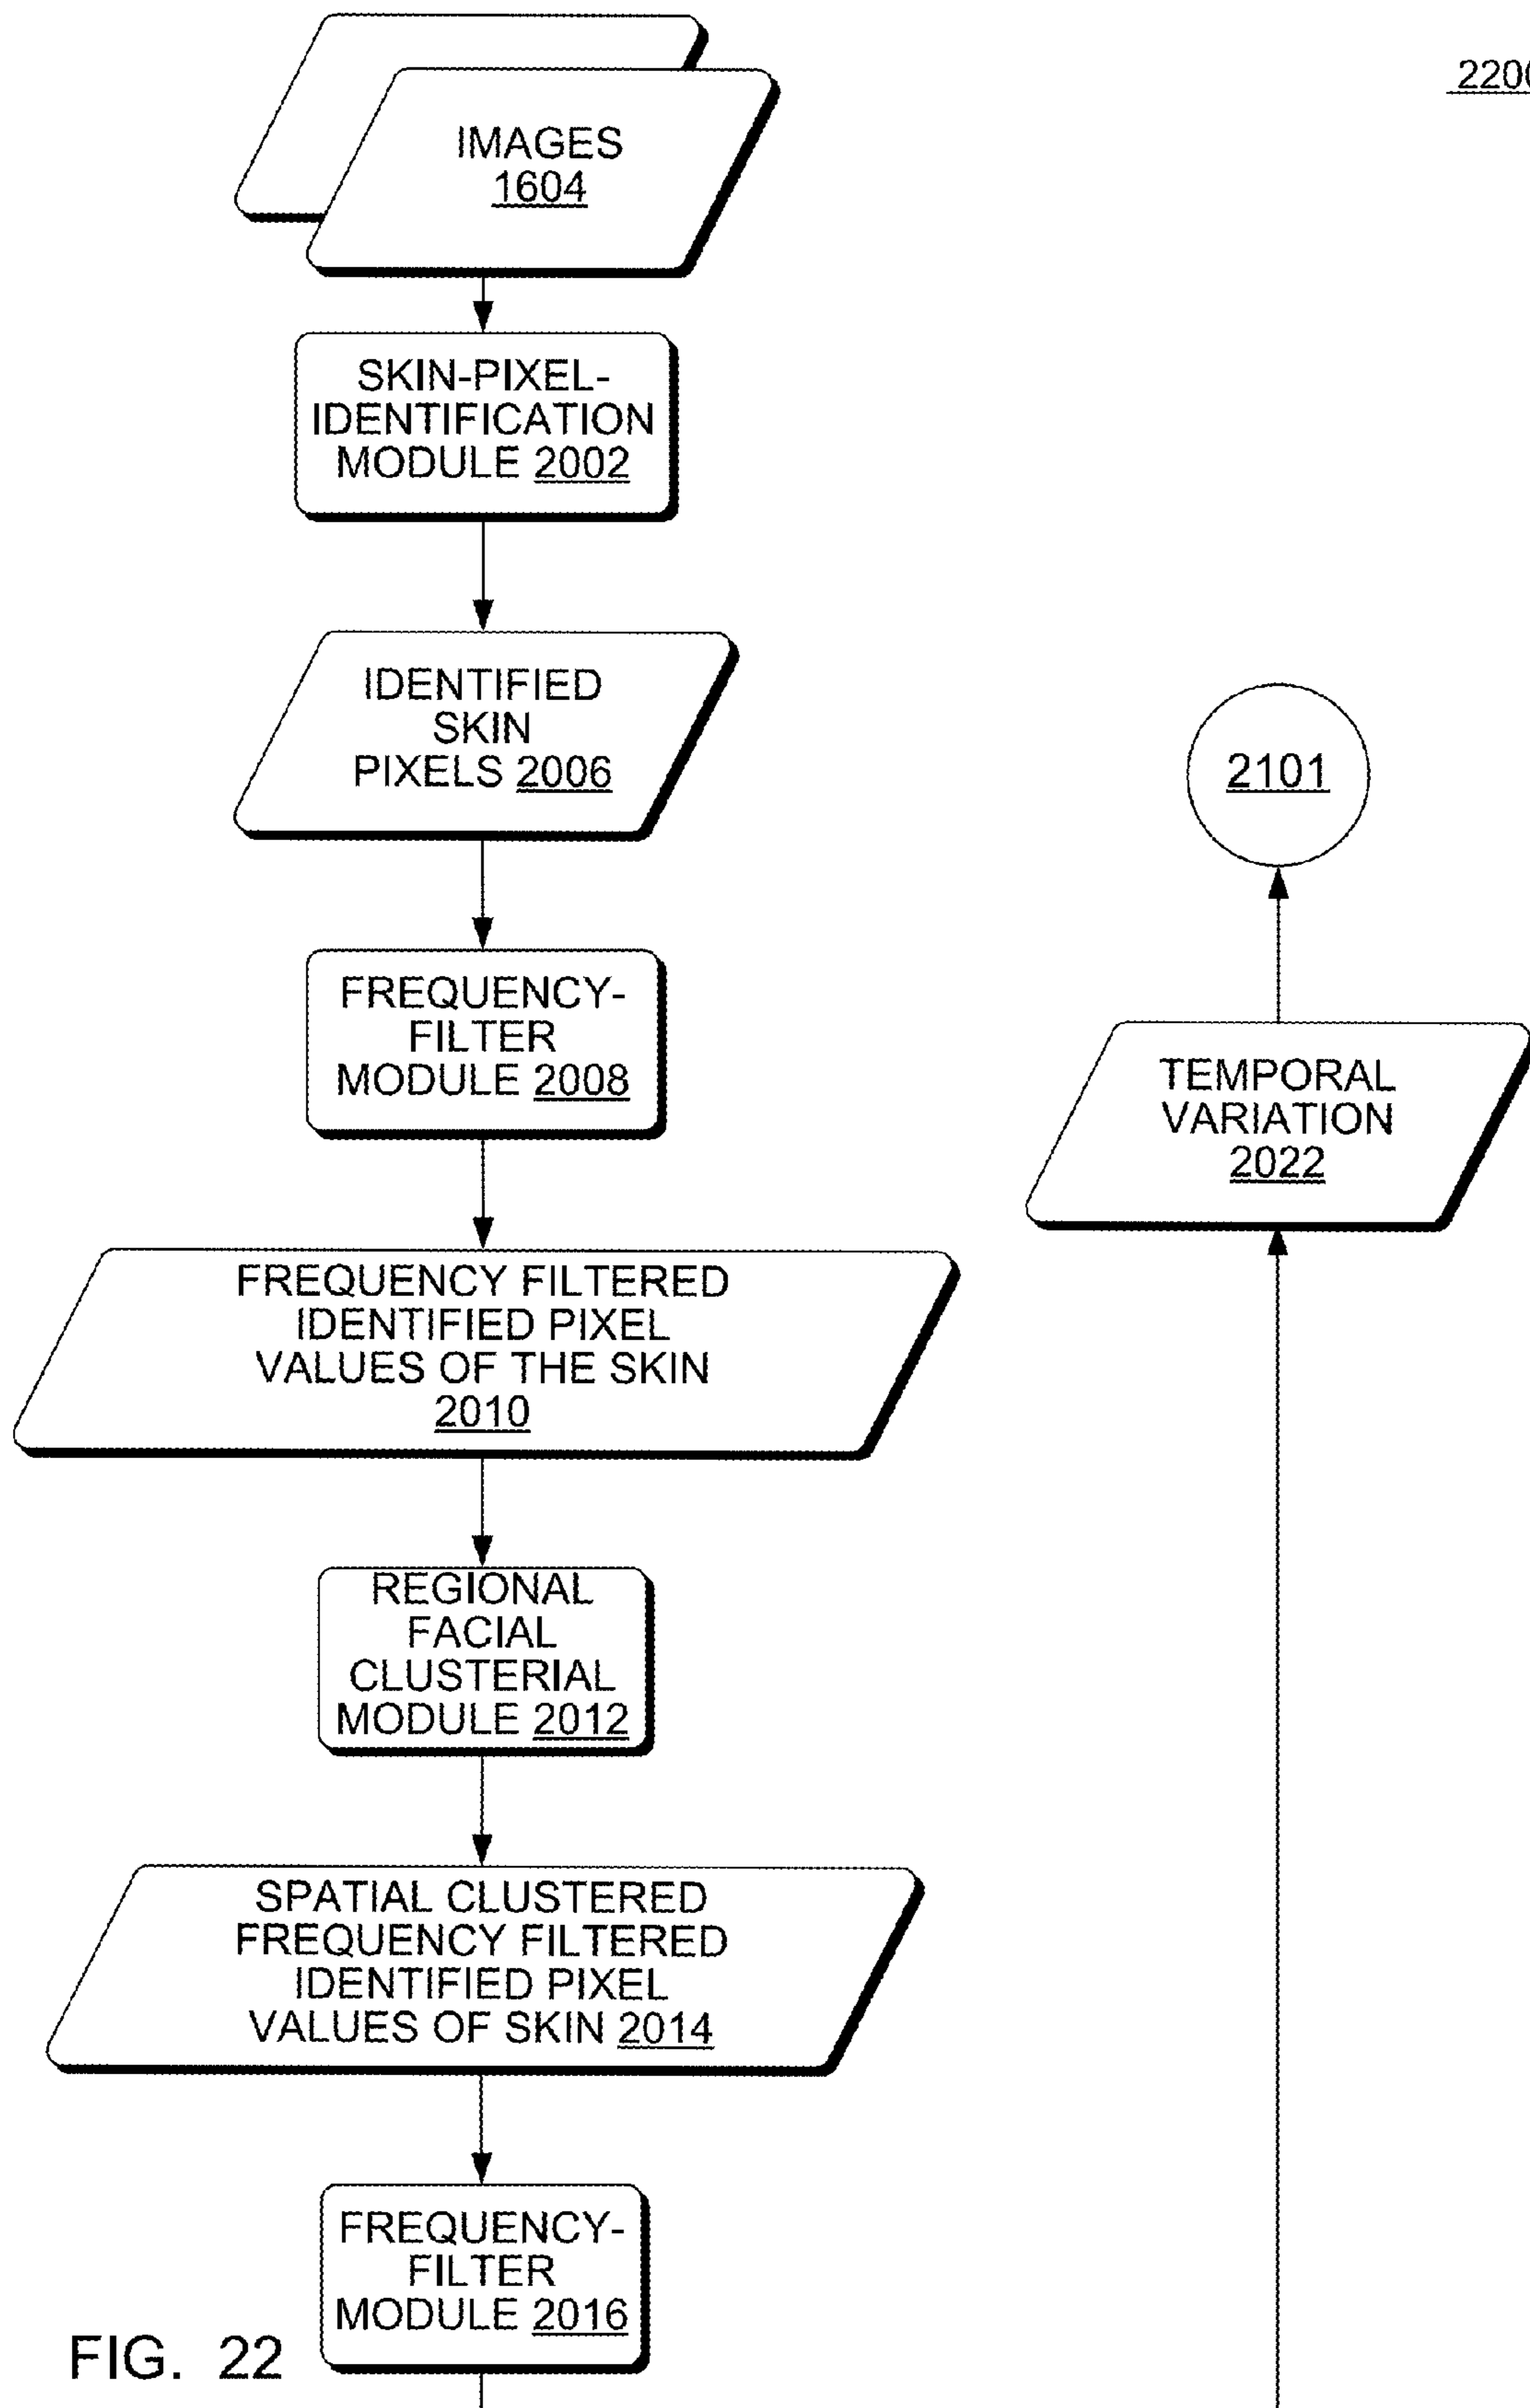 2200
IMAGES
1604
SKIN-PIXEL-
IDENTIFICATION
MODULE 2002
IDENTIFIED
SKIN
PIXELS 2006
FREQUENCY-
FILTER
MODULE 2008
FREQUENCY FILTERED
IDENTIFIED PIXEL
VALUES OF THE SKIN
2010
REGIONAL
FACIAL
CLUSTERIAL
MODULE 2012
SPATIAL CLUSTERED
FREQUENCY FILTERED
IDENTIFIED PIXEL
VALUES OF SKIN 2014
FREQUENCY-
FILTER
MODULE 2016
2101
TEMPORAL
VARIATION
2022
FIG. 22